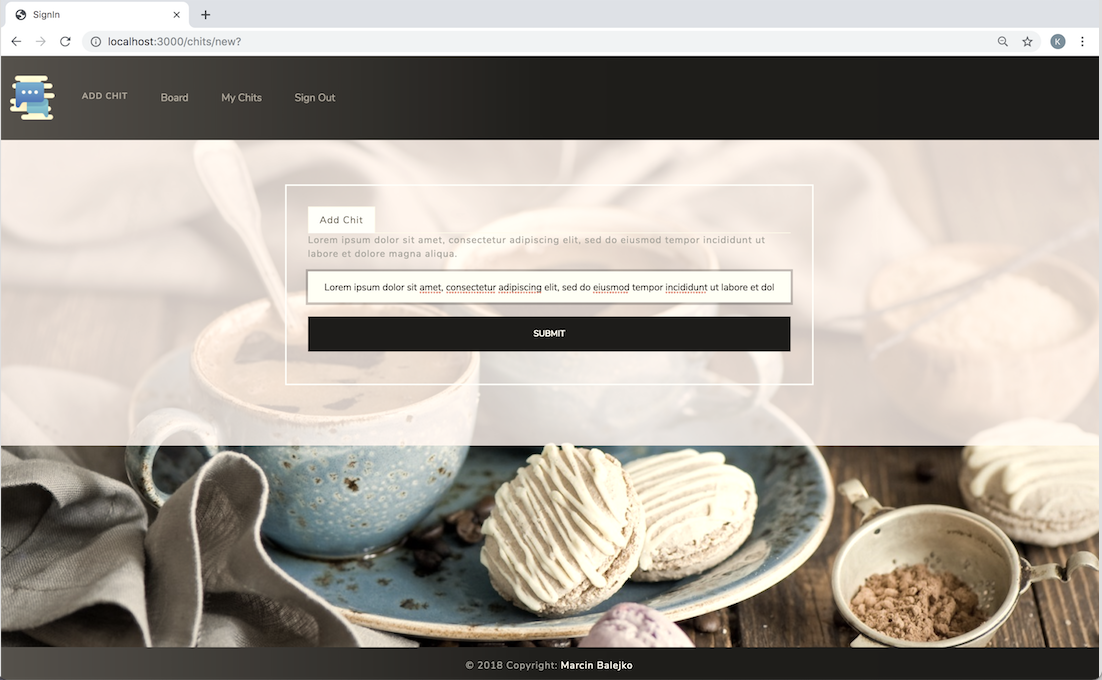 SignIn
localhost:3000/chits/new?
K
ADD CHIT
Board
My Chits
Sign Out
Add Chit
Lorem ipsum dolor sit amet, consectetur adipiscing elit, sed do eiusmod tempor incididunt ut
labore et dolore magna aliqua.
Lorem ipsum dolor sit amet, consectetur adipiscing elit, sed do eiusmod tempor incididunt ut labore et dol
SUBMIT
© 2018 Copyright: Marcin Balejko